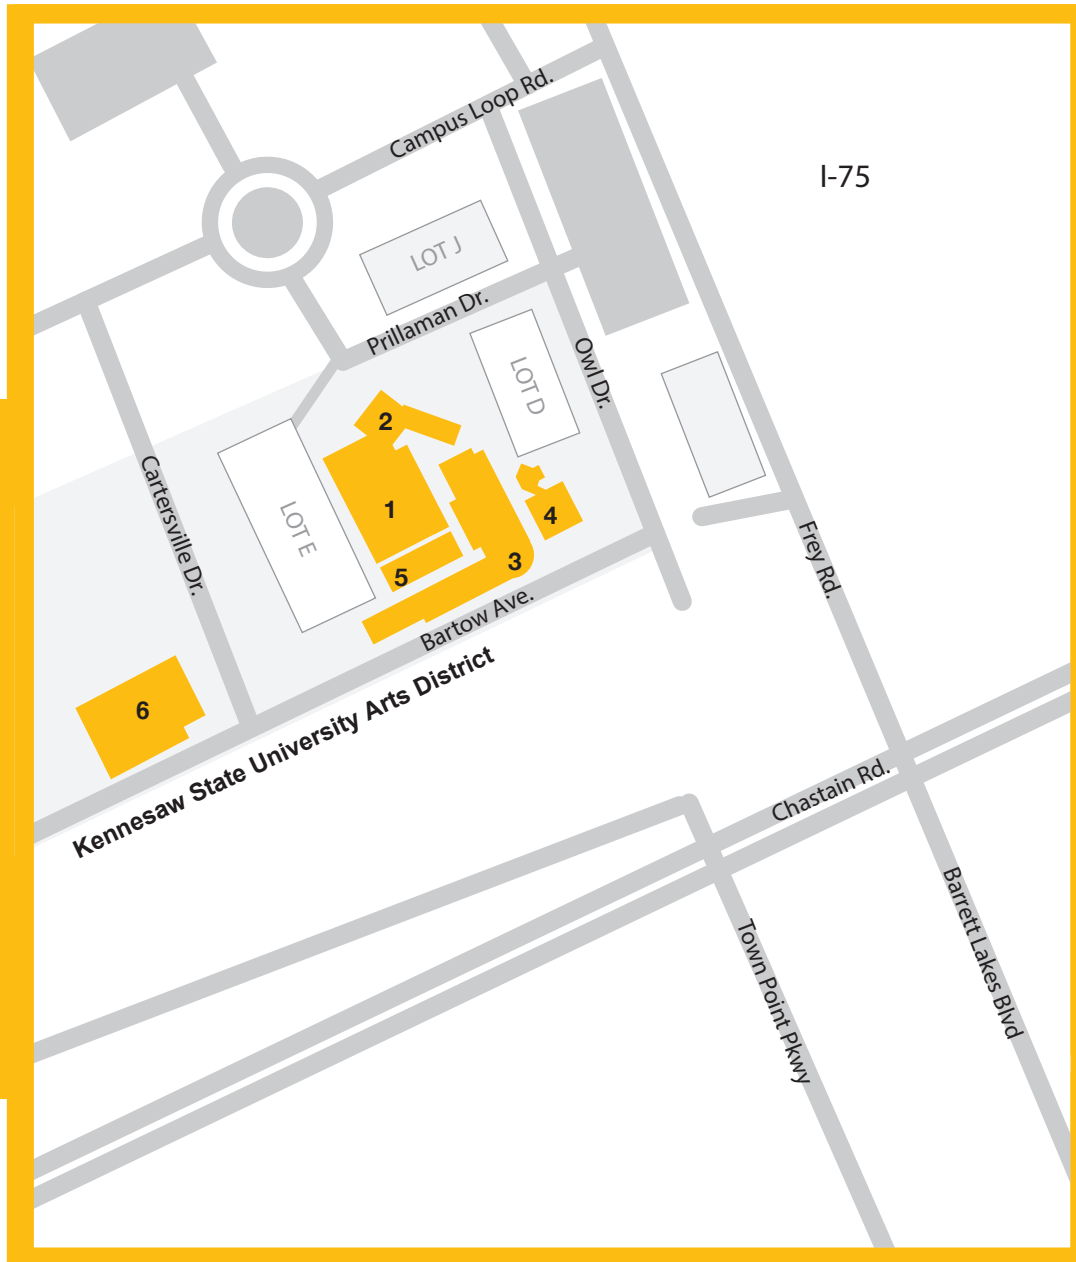 Campus Loop Rd.
I-75
LOT J
Prillaman Dr.
Owl Dr.
LOT D
2
Cartersville Dr.
LOT E
1
4
3
5
Frey Rd.
Bartow Ave.
6
Kennesaw State University Arts District
Chastain Rd.
Town Point Pkwy
Barrett Lakes Blvd